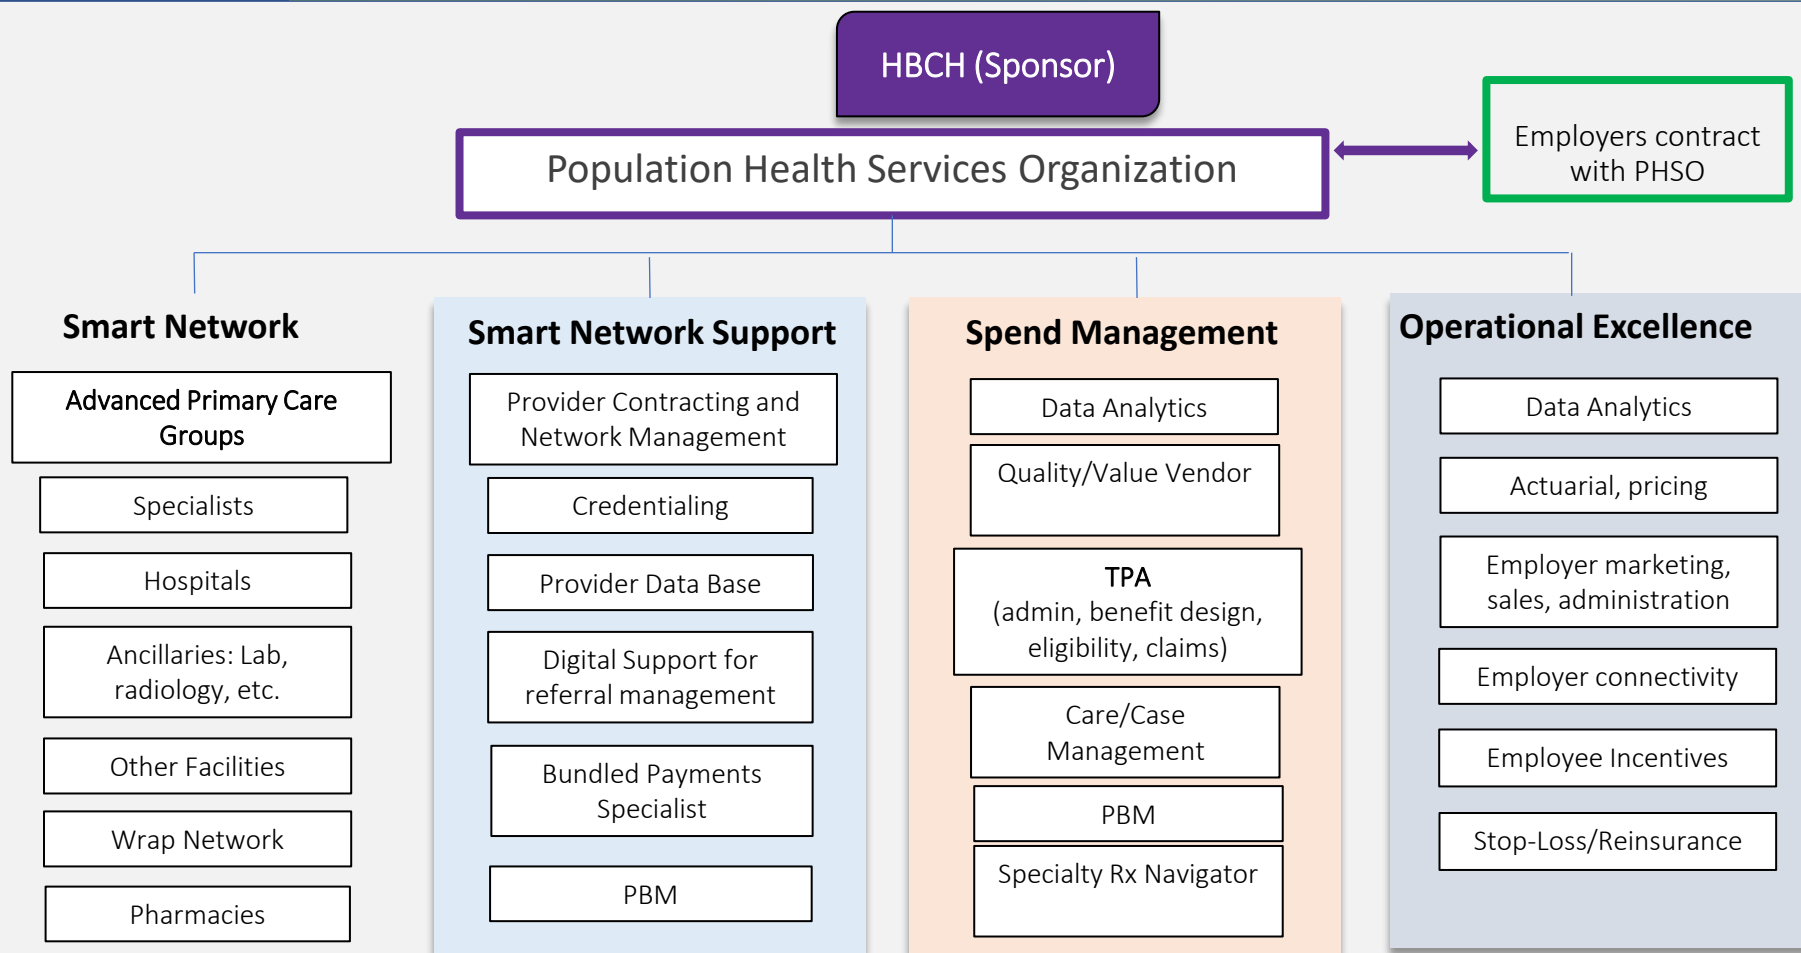 HBCH (Sponsor)
Population Health Services Organization
Employers contract
with PHSO
Smart Network
Advanced Primary Care
Groups
Specialists
Hospitals
Ancillaries: Lab,
radiology, etc.
Other Facilities
Wrap Network
Pharmacies
Smart Network Support
Provider Contracting and
Network Management
Credentialing
Provider Data Base
Digital Support for
referral management
Bundled Payments
Specialist
PBM
Spend Management
Data Analytics
Quality/Value Vendor
TPA
(admin, benefit design,
eligibility, claims)
Care/Case
Management
PBM
Specialty Rx Navigator
Operational Excellence
Data Analytics
Actuarial, pricing
Employer marketing,
sales, administration
Employer connectivity
Employee Incentives
Stop-Loss/Reinsurance